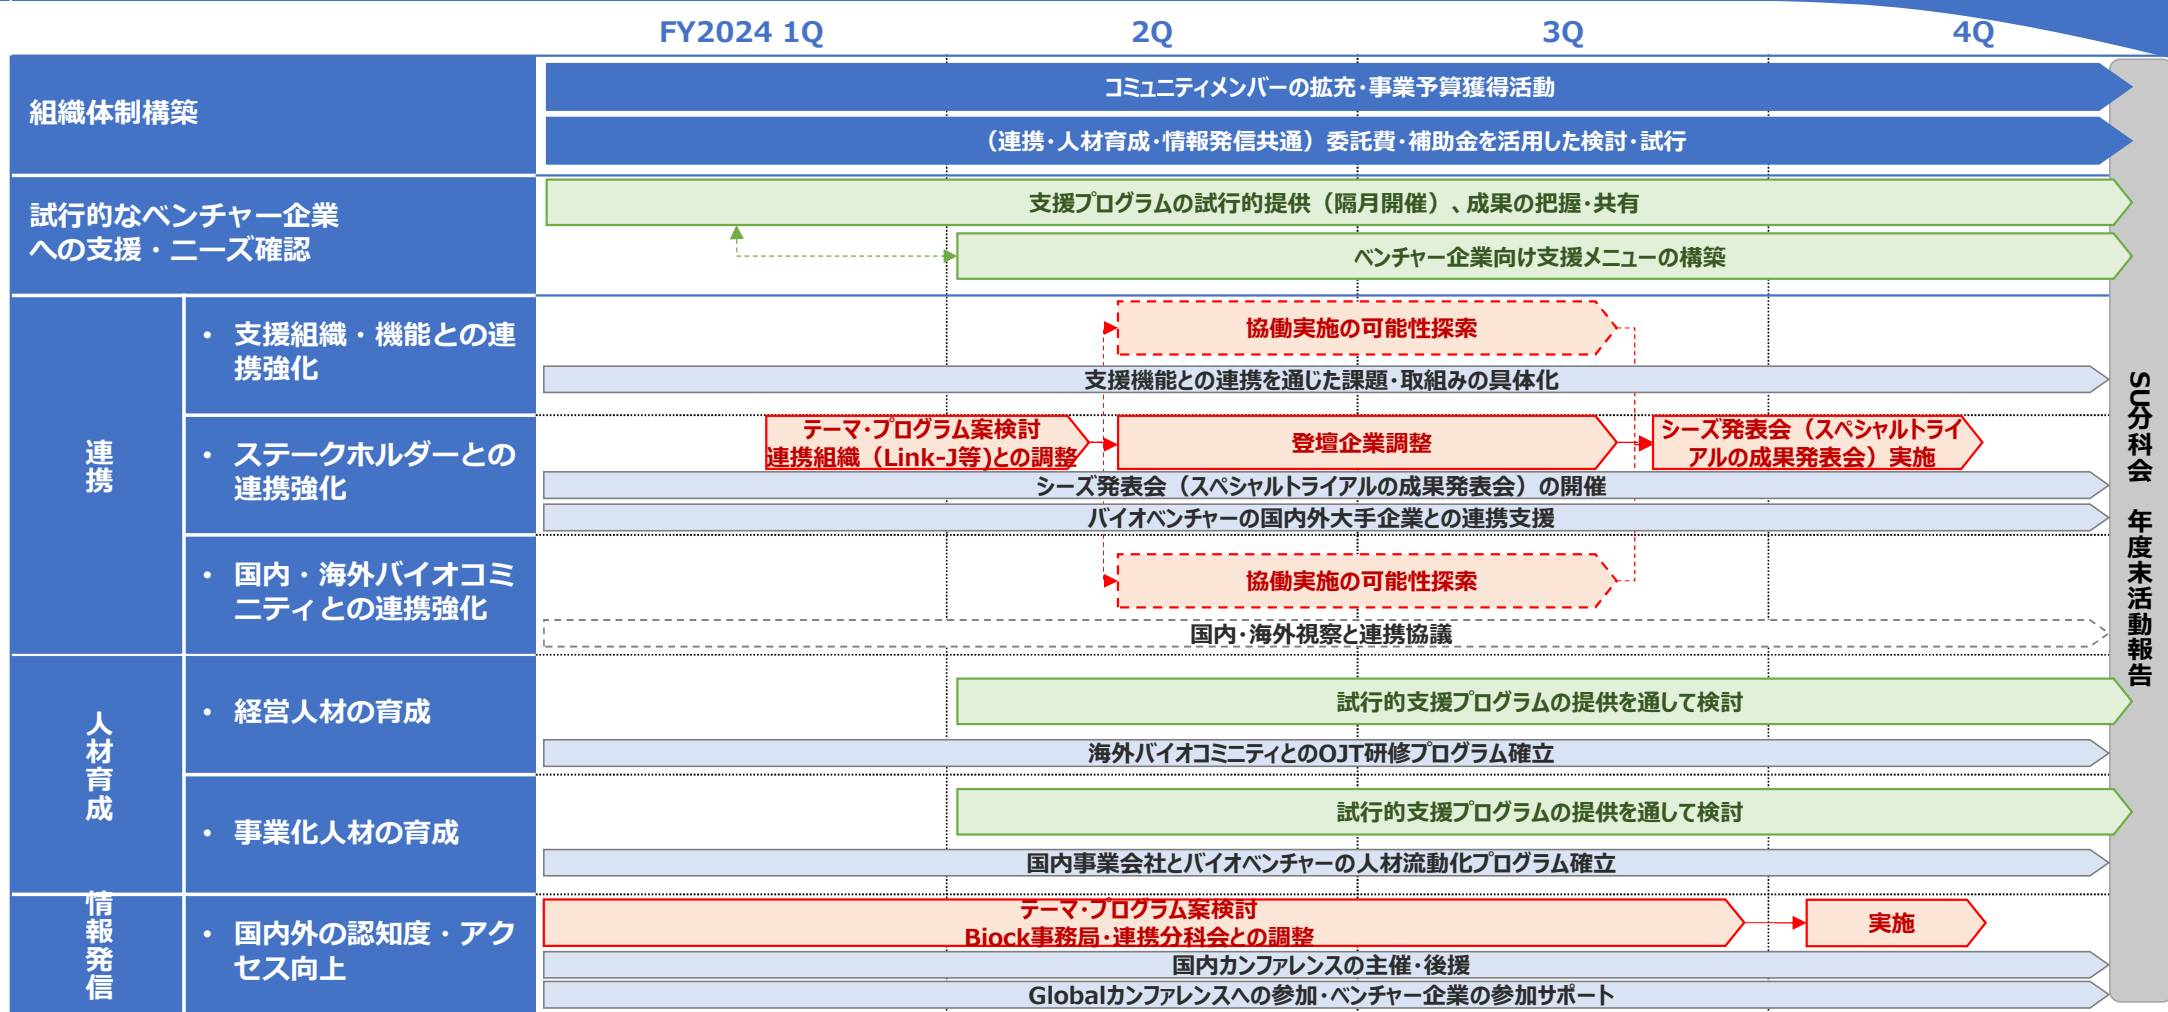 FY2024 1Q
2Q
3Q
4Q
組織体制構築
コミュニティメンバーの拡充・事業予算獲得活動
（連携・人材育成・情報発信共通）委託費・補助金を活用した検討・試行
試行的なベンチャー企業
への支援・ニーズ確認
支援プログラムの試行的提供（隔月開催）、成果の把握・共有
ベンチャー企業向け支援メニューの構築
連携
• 支援組織・機能との連
携強化
協働実施の可能性探索
支援機能との連携を通じた課題・取組みの具体化
• ステークホルダーとの
連携強化
テーマ・プログラム案検討
連携組織（Link-J等)との調整
登壇企業調整
シーズ発表会（スペシャルトライ
アルの成果発表会）実施
シーズ発表会（スペシャルトライアルの成果発表会）の開催
バイオベンチャーの国内外大手企業との連携支援
• 国内・海外バイオコミ
ニティとの連携強化
協働実施の可能性探索
国内・海外視察と連携協議
人材育成
• 経営人材の育成
試行的支援プログラムの提供を通して検討
海外バイオコミニティとのOJT研修プログラム確立
• 事業化人材の育成
試行的支援プログラムの提供を通して検討
国内事業会社とバイオベンチャーの人材流動化プログラム確立
情報発信
• 国内外の認知度・アク
セス向上
テーマ・プログラム案検討
Biock事務局・連携分科会との調整
実施
国内カンファレンスの主催・後援
Globalカンファレンスへの参加・ベンチャー企業の参加サポート
SU分科会　年度末活動報告